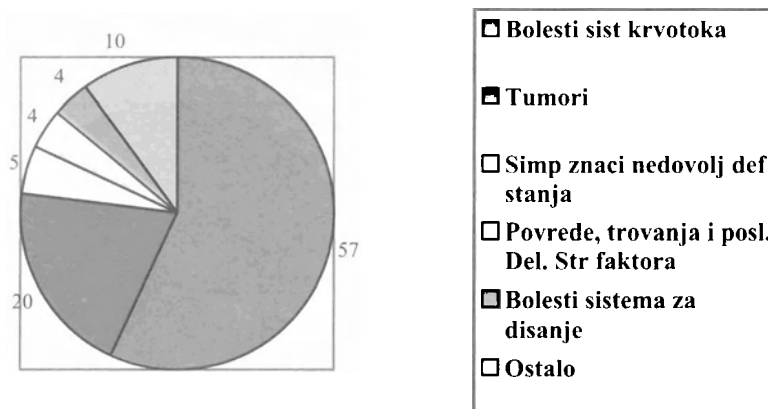 10
4
4
5
57
20
Bolesti sist krvotoka
Tumori
Simp znaci nedovolj def
stanja
Povrede, trovanja i posl.
Del. Str faktora
Bolesti sistema za
disanje
Ostalo